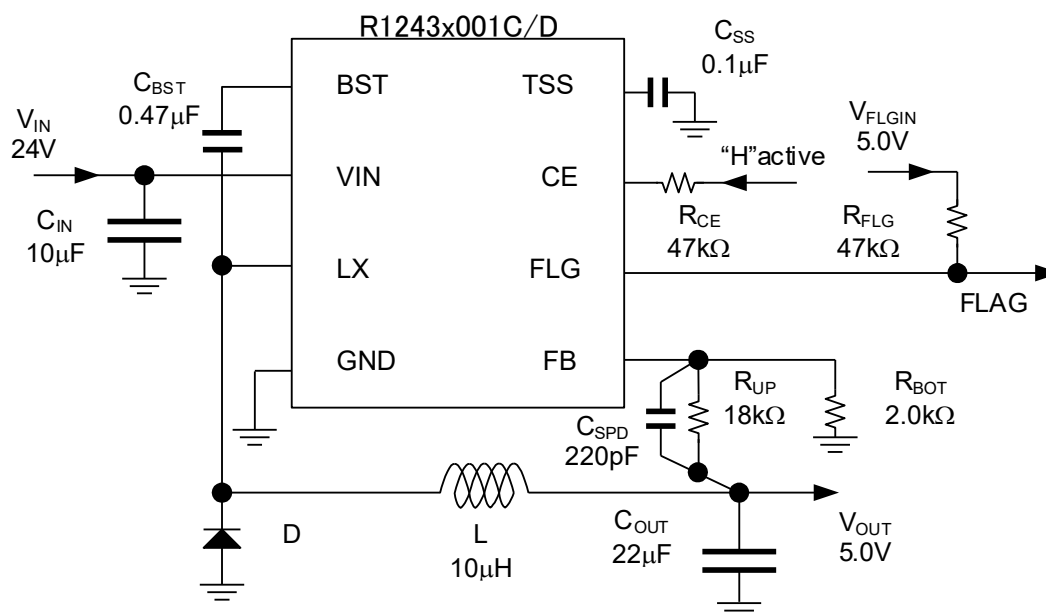 R1243x001C/D
C_BST
0.47μF
BST
TSS
C_SS
0.1μF
V_IN
24V
VIN
CE
“H”active
V_FLGIN
5.0V
C_IN
10μF
R_CE
47kΩ
R_FLG
47kΩ
LX
FLG
FLAG
GND
FB
R_UP
18kΩ
R_BOT
2.0kΩ
C_SPD
220pF
D
L
10μH
C_OUT
22μF
V_OUT
5.0V